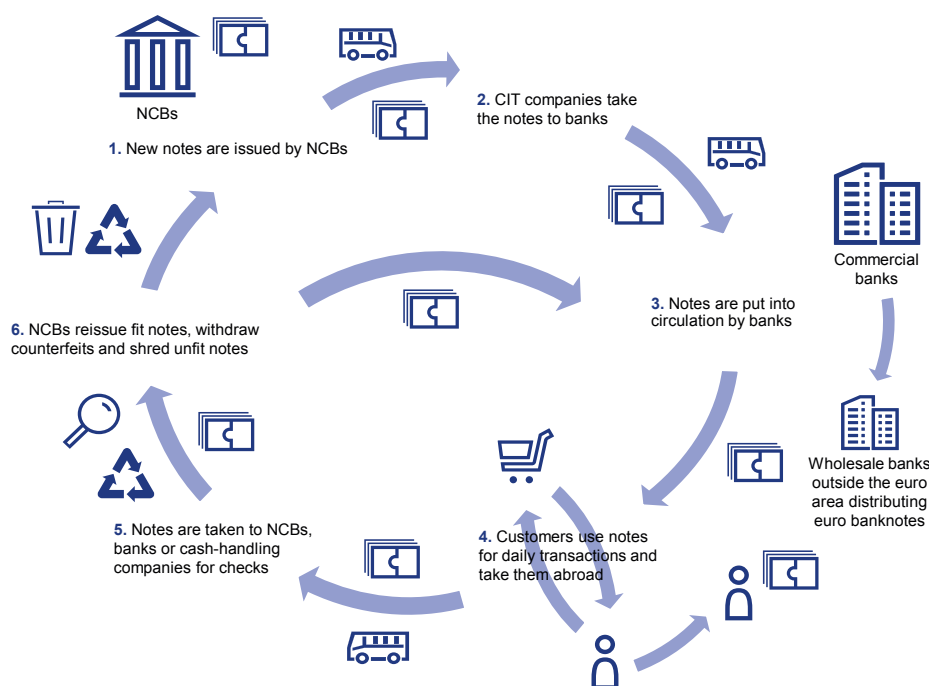 NCBs
1. New notes are issued by NCBs
2. CIT companies take
the notes to banks
Commercial
banks
3. Notes are put into
circulation by banks
6. NCBs reissue fit notes, withdraw
counterfeits and shred unfit notes
Wholesale banks
outside the euro
area distributing
euro banknotes
4. Customers use notes
for daily transactions and
take them abroad
5. Notes are taken to NCBs,
banks or cash-handling
companies for checks